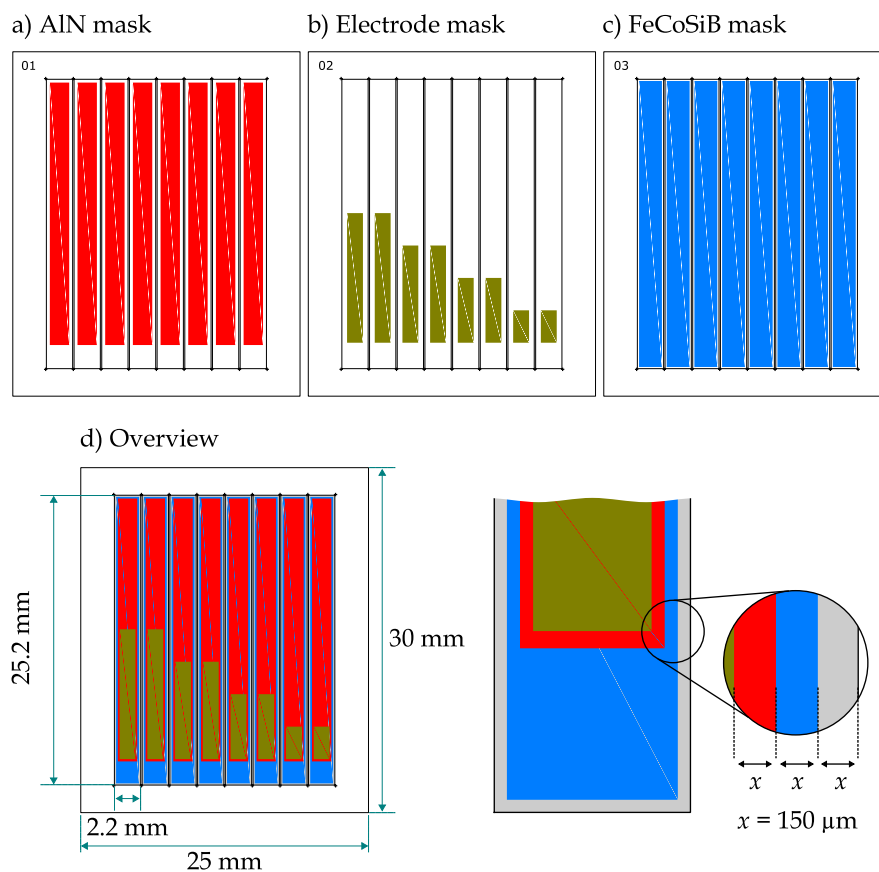 a) AlN mask
b) Electrode mask
c) FeCoSiB mask
01
02
03
d) Overview
25.2 mm
30 mm
2.2 mm
25 mm
x x x
x = 150 µm